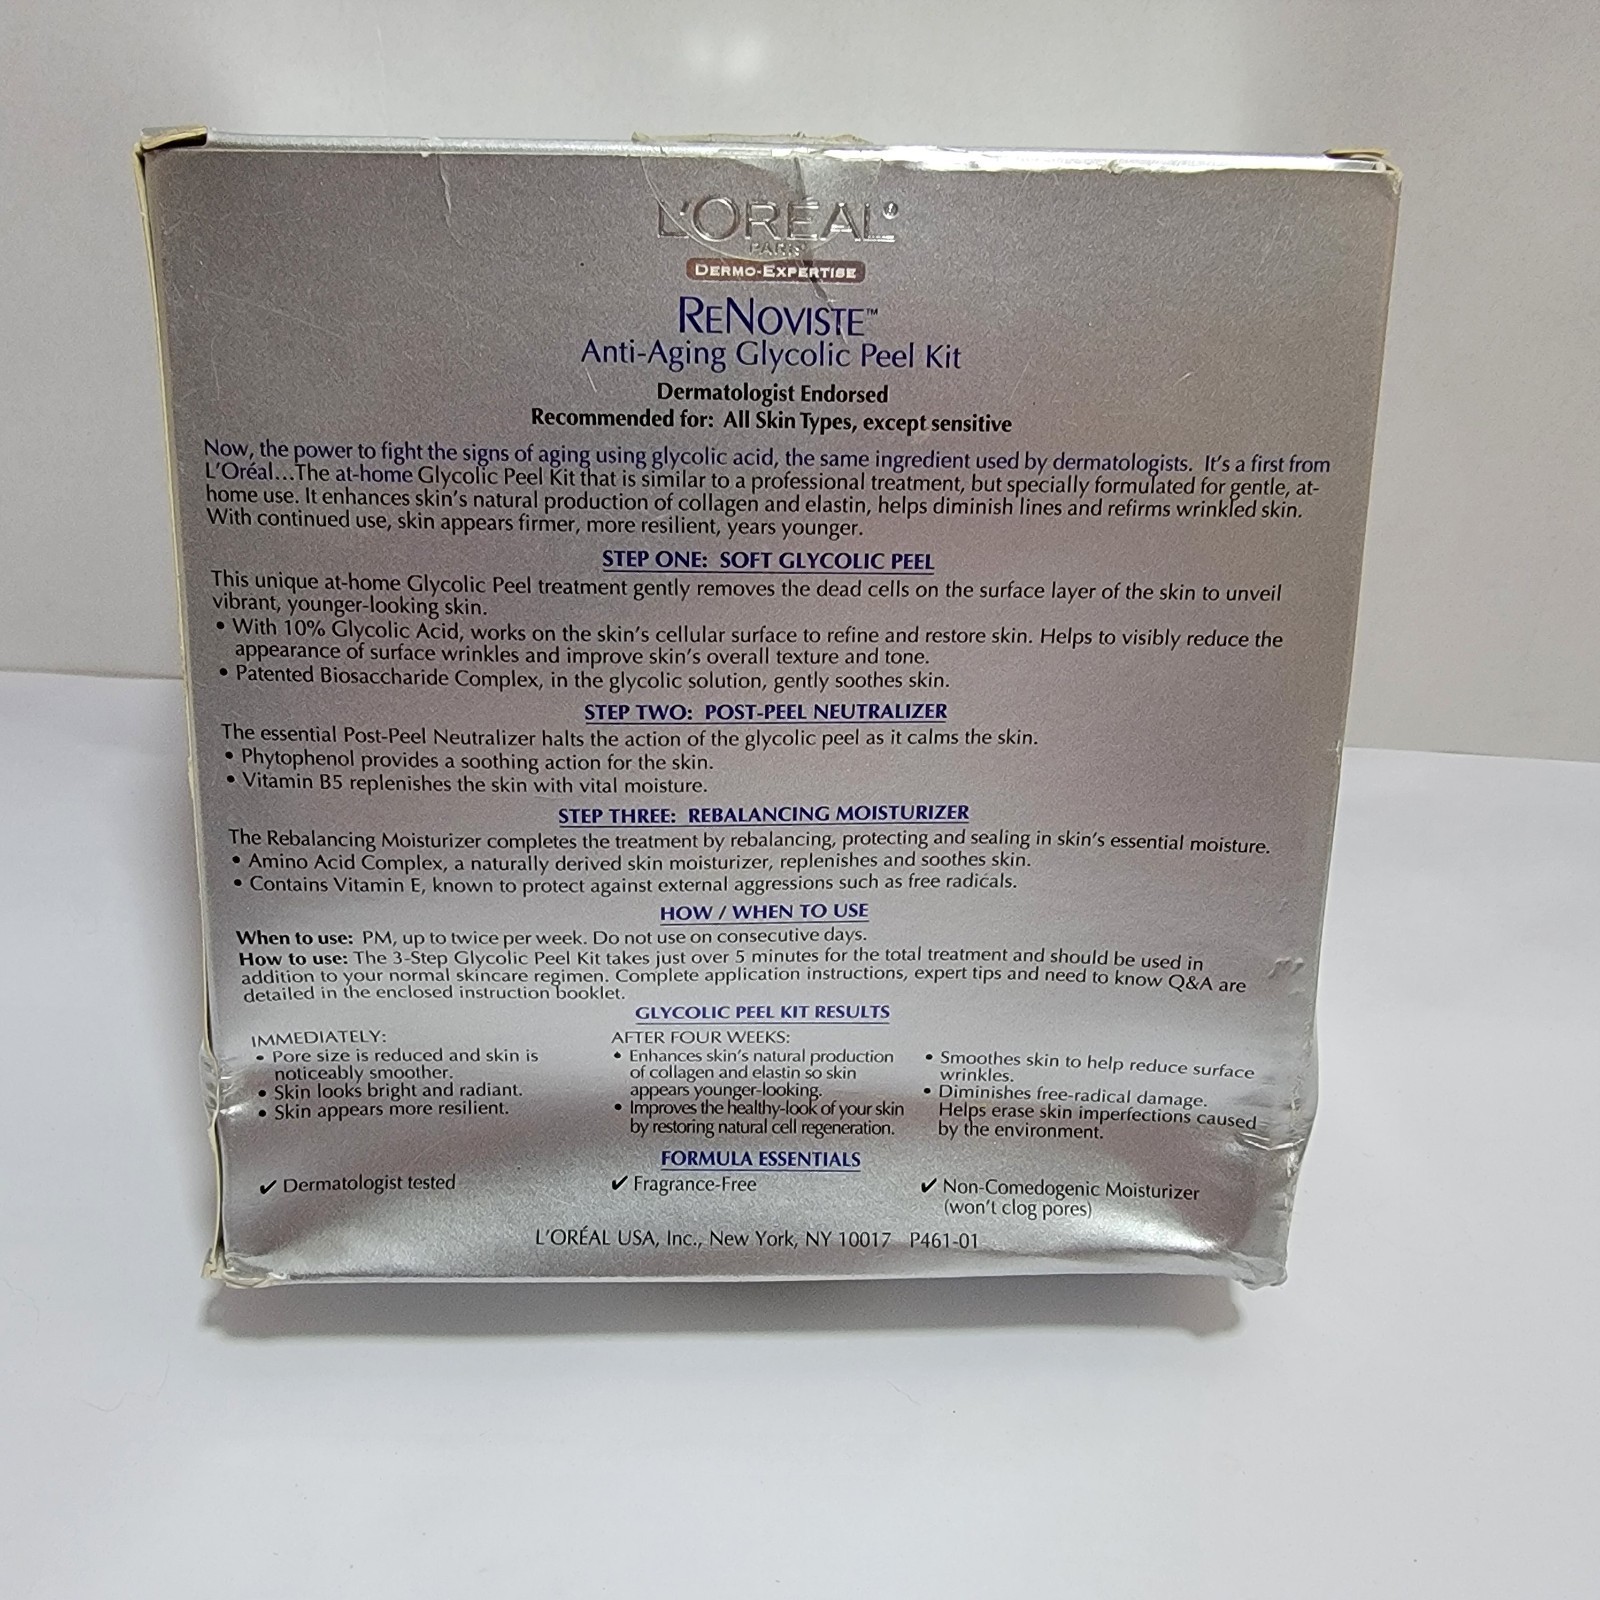 L'ORÉAL®
PARIS
DERMO-EXPERTISE
RENOVISTE™
Anti-Aging Glycolic Peel Kit
Dermatologist Endorsed
Recommended for: All Skin Types, except sensitive
Now, the power to fight the signs of aging using glycolic acid, the same ingredient used by dermatologists. It's a first from
L'Oréal...The at-home Glycolic Peel Kit that is similar to a professional treatment, but specially formulated for gentle, at-
home use. It enhances skin's natural production of collagen and elastin, helps diminish lines and refirms wrinkled skin.
With continued use, skin appears firmer, more resilient, years younger.
STEP ONE: SOFT GLYCOLIC PEEL
This unique at-home Glycolic Peel treatment gently removes the dead cells on the surface layer of the skin to unveil
vibrant, younger-looking skin.
• With 10% Glycolic Acid, works on the skin's cellular surface to refine and restore skin. Helps to visibly reduce the
appearance of surface wrinkles and improve skin's overall texture and tone.
• Patented Biosaccharide Complex, in the glycolic solution, gently soothes skin.
STEP TWO: POST-PEEL NEUTRALIZER
The essential Post-Peel Neutralizer halts the action of the glycolic peel as it calms the skin.
• Phytophenol provides a soothing action for the skin.
• Vitamin B5 replenishes the skin with vital moisture.
STEP THREE: REBALANCING MOISTURIZER
The Rebalancing Moisturizer completes the treatment by rebalancing, protecting and sealing in skin's essential moisture.
• Amino Acid Complex, a naturally derived skin moisturizer, replenishes and soothes skin.
• Contains Vitamin E, known to protect against external aggressions such as free radicals.
HOW / WHEN TO USE
When to use: PM, up to twice per week. Do not use on consecutive days.
How to use: The 3-Step Glycolic Peel Kit takes just over 5 minutes for the total treatment and should be used in
addition to your normal skincare regimen. Complete application instructions, expert tips and need to know Q&A are
detailed in the enclosed instruction booklet.
GLYCOLIC PEEL KIT RESULTS
IMMEDIATELY:
• Pore size is reduced and skin is
noticeably smoother.
• Skin looks bright and radiant.
• Skin appears more resilient.
AFTER FOUR WEEKS:
• Enhances skin's natural production
of collagen and elastin so skin
appears younger-looking.
• Improves the healthy-look of your skin
by restoring natural cell regeneration.
• Smoothes skin to help reduce surface
wrinkles.
• Diminishes free-radical damage.
Helps erase skin imperfections caused
by the environment.
FORMULA ESSENTIALS
✔ Dermatologist tested
✔ Fragrance-Free
✔ Non-Comedogenic Moisturizer
(won't clog pores)
L'ORÉAL USA, Inc., New York, NY 10017 P461-01